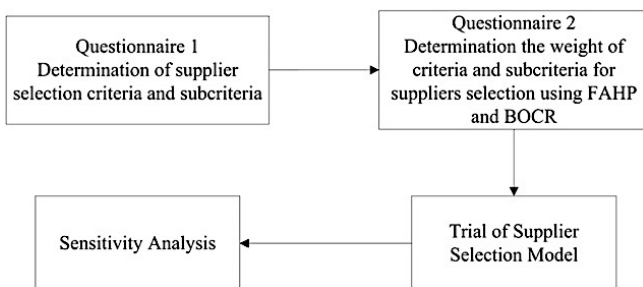 Questionnaire 1
Determination of supplier
selection criteria and subcriteria
Questionnaire 2
Determination the weight of
criteria and subcriteria for
suppliers selection using FAHP
and BOCR
Trial of Supplier
Selection Model
Sensitivity Analysis